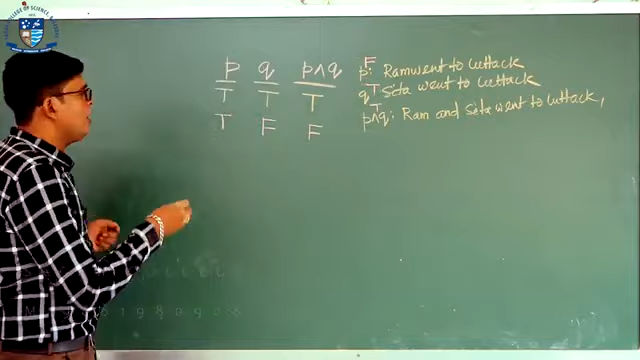 p q p∧q
T T T
T F F
F
p: Ram went to Cuttack
T
q Sita went to Cuttack
T
p∧q: Ram and Sita went to Cuttack,